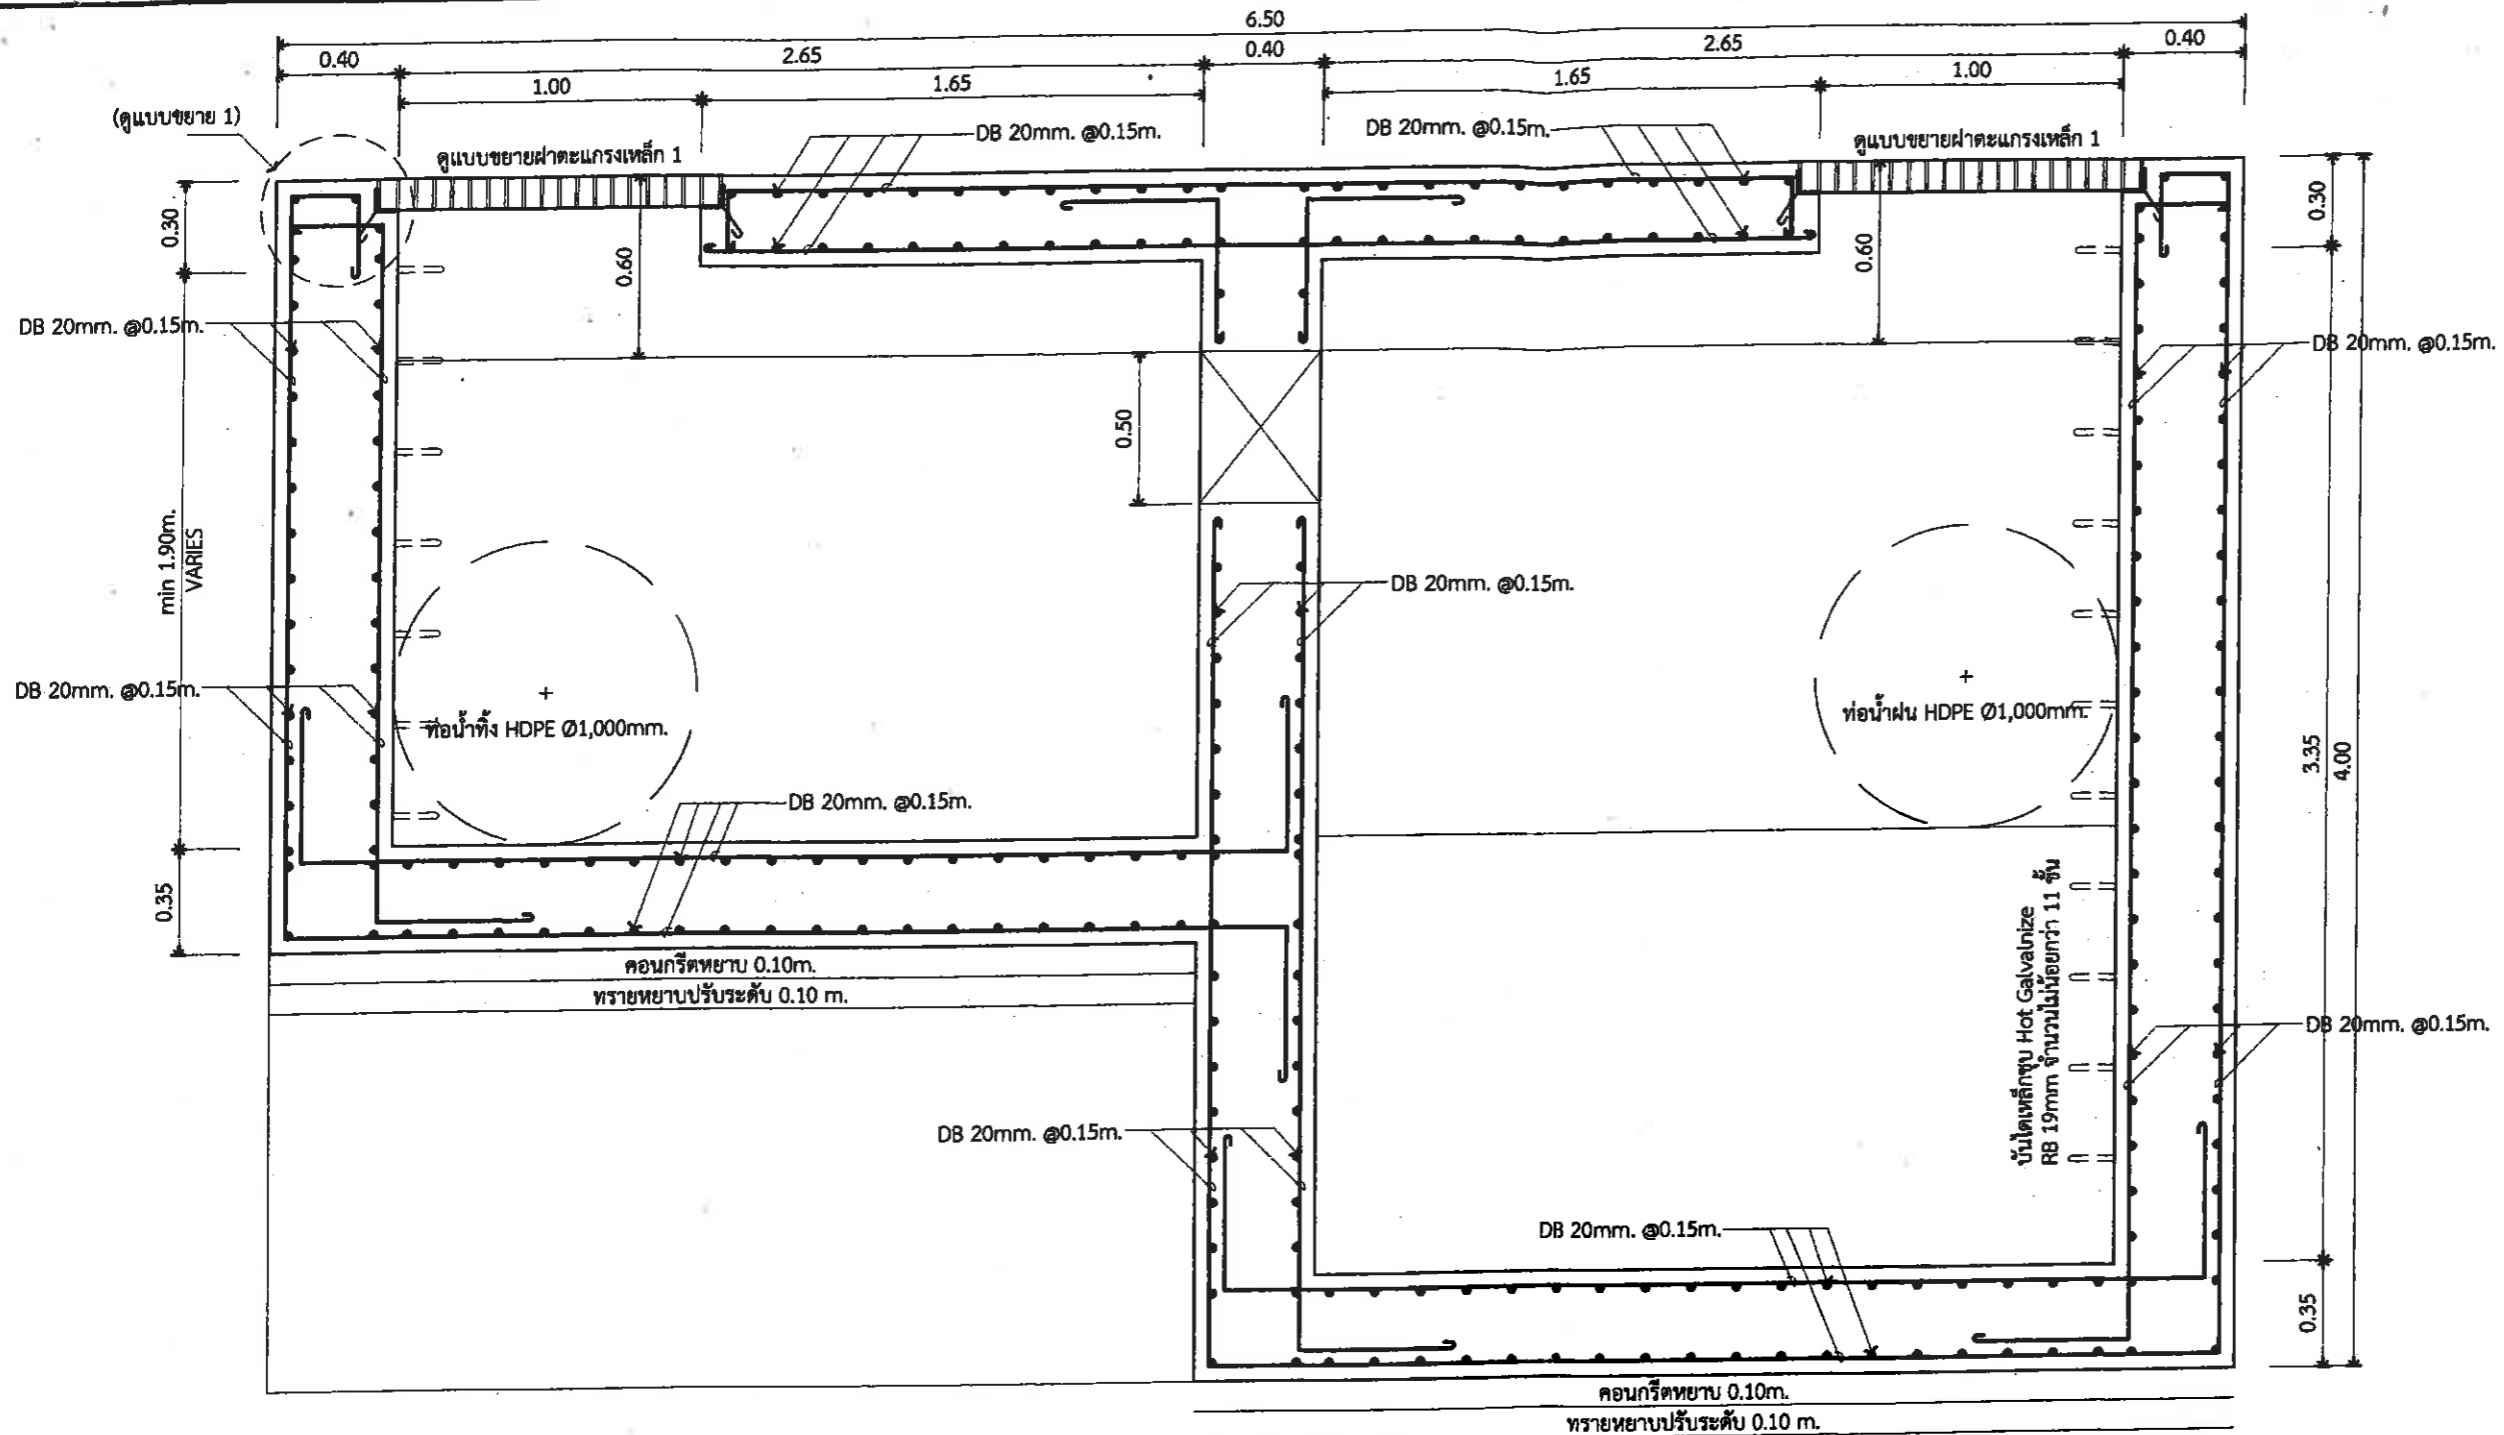 6.50
0.40
2.65
0.40
2.65
0.40
1.00
1.65
1.65
1.00
(ดูแบบขยาย 1)
DB 20mm. @0.15m.
DB 20mm. @0.15m.
ดูแบบขยายฝาตะแกรงเหล็ก 1
ดูแบบขยายฝาตะแกรงเหล็ก 1
0.30
0.60
0.60
0.30
DB 20mm. @0.15m.
DB 20mm. @0.15m.
0.50
min 1.90m.
VARIES
DB 20mm. @0.15m.
DB 20mm. @0.15m.
ท่อน้ำทิ้ง HDPE Ø1,000mm.
ท่อน้ำฝน HDPE Ø1,000mm.
3.35
4.00
DB 20mm. @0.15m.
0.35
คอนกรีตหยาบ 0.10m.
ทรายหยาบปรับระดับ 0.10 m.
บันไดเหล็กชุบ Hot Galvalnize
RB 19mm จำนวนไม่น้อยกว่า 11 ชั้น
DB 20mm. @0.15m.
DB 20mm. @0.15m.
DB 20mm. @0.15m.
0.35
คอนกรีตหยาบ 0.10m.
ทรายหยาบปรับระดับ 0.10 m.